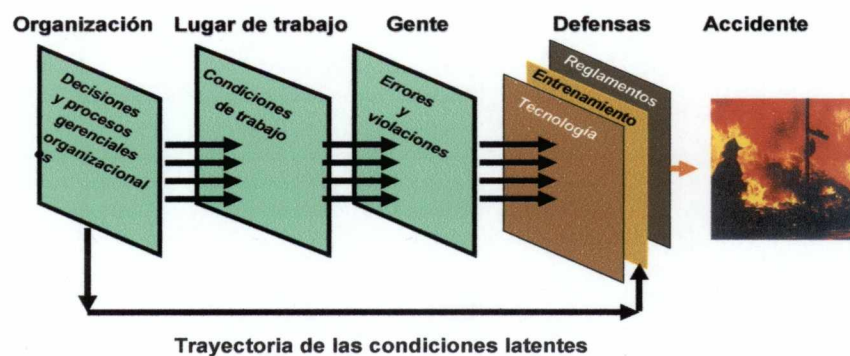 Organización
Lugar de trabajo
Gente
Defensas
Accidente
Decisiones
y procesos
gerenciales
organizacional
es
Condiciones
de trabajo
Errores
y
violaciones
Tecnología
Entrenamiento
Reglamentos
Trayectoria de las condiciones latentes